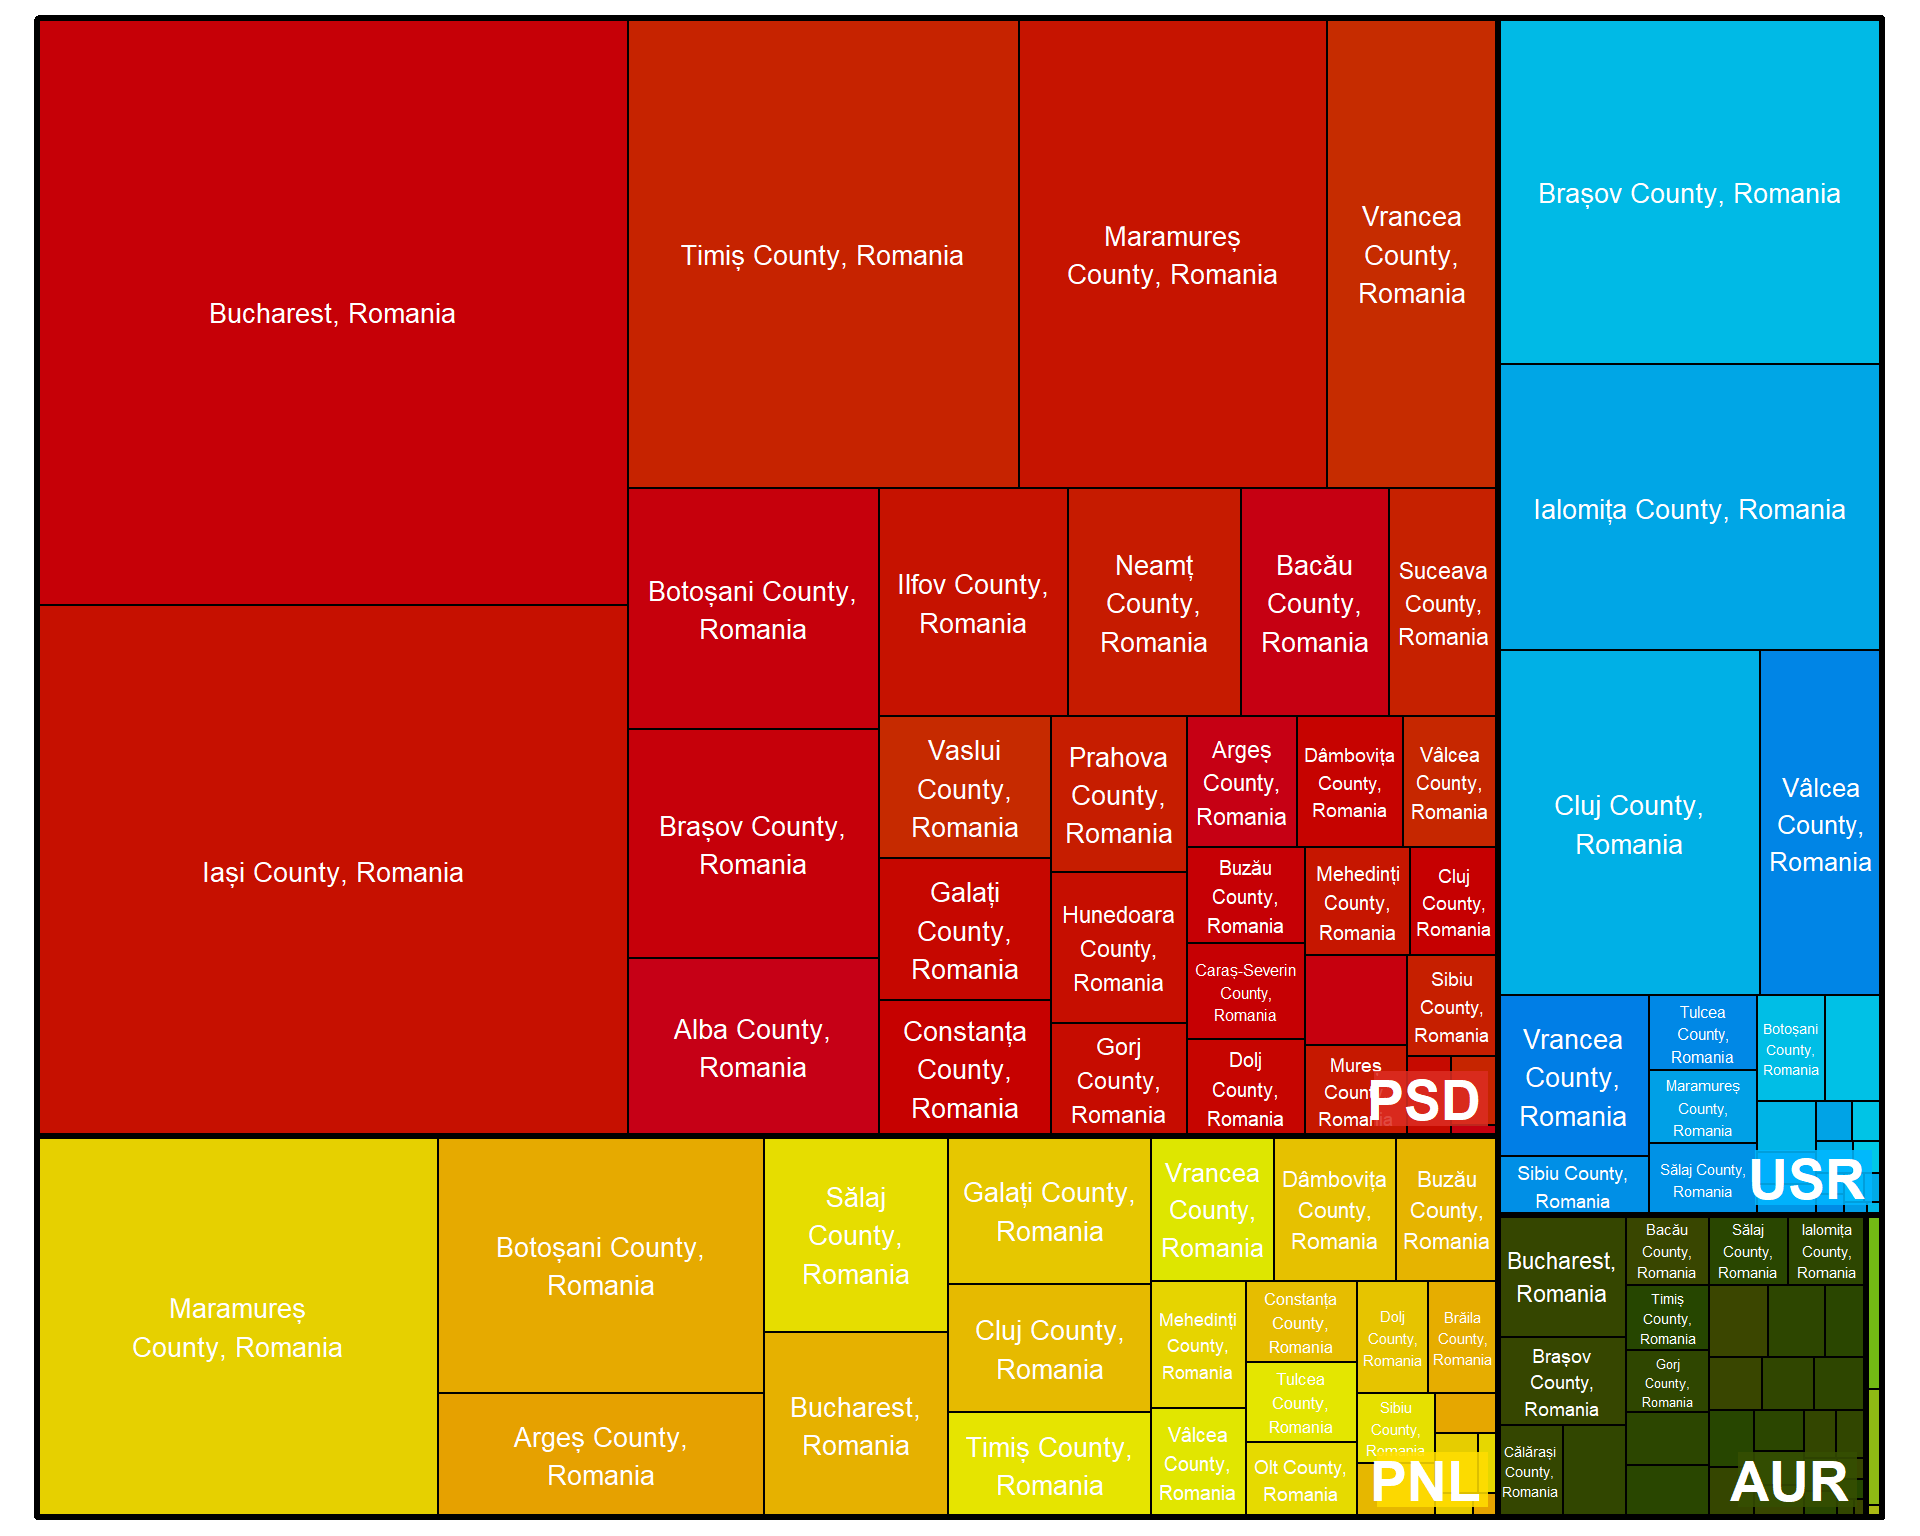 Bucharest, Romania
Iași County, Romania
Timiș County, Romania
Maramureș
County, Romania
Vrancea
County,
Romania
Botoșani County,
Romania
Brașov County,
Romania
Alba County,
Romania
Ilfov County,
Romania
Neamț
County,
Romania
Bacău
County,
Romania
Suceava
County,
Romania
Vaslui
County,
Romania
Galați
County,
Romania
Constanța
County,
Romania
Prahova
County,
Romania
Hunedoara
County,
Romania
Gorj
County,
Romania
Argeș
County,
Romania
Dâmbovița
County,
Romania
Vâlcea
County,
Romania
Buzău
County,
Romania
Mehedinți
County,
Romania
Cluj
County,
Romania
Caraș-Severin
County,
Romania
Sibiu
County,
Romania
Dolj
County,
Romania
Mureș
County,
Romania
PSD
Maramureș
County, Romania
Botoșani County,
Romania
Argeș County,
Romania
Sălaj
County,
Romania
Bucharest,
Romania
Galați County,
Romania
Cluj County,
Romania
Timiș County,
Romania
Vrancea
County,
Romania
Dâmbovița
County,
Romania
Buzău
County,
Romania
Mehedinți
County,
Romania
Vâlcea
County,
Romania
Constanța
County,
Romania
Tulcea
County,
Romania
Olt County,
Romania
Dolj
County,
Romania
Brăila
County,
Romania
Sibiu
County,
Romania
PNL
Brașov County, Romania
Ialomița County, Romania
Cluj County,
Romania
Vâlcea
County,
Romania
Vrancea
County,
Romania
Sibiu County,
Romania
Tulcea
County,
Romania
Maramureș
County,
Romania
Sălaj County,
Romania
Botoșani
County,
Romania
USR
Bucharest,
Romania
Brașov
County,
Romania
Călărași
County,
Romania
Bacău
County,
Romania
Timiș
County,
Romania
Gorj
County,
Romania
Sălaj
County,
Romania
Ialomița
County,
Romania
AUR